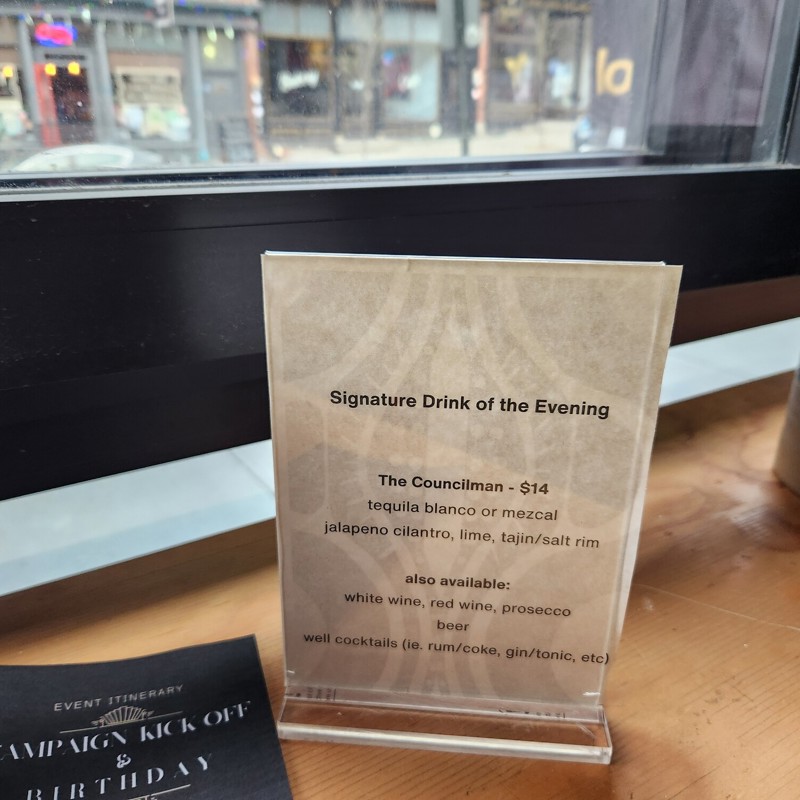 Signature Drink of the Evening
The Councilman - $14
tequila blanco or mezcal
jalapeno cilantro, lime, tajin/salt rim
also available:
white wine, red wine, prosecco
beer
well cocktails (ie. rum/coke, gin/tonic, etc)
EVENT ITINERARY
AMPAIGN KICK OFF
&
BIRTHDAY